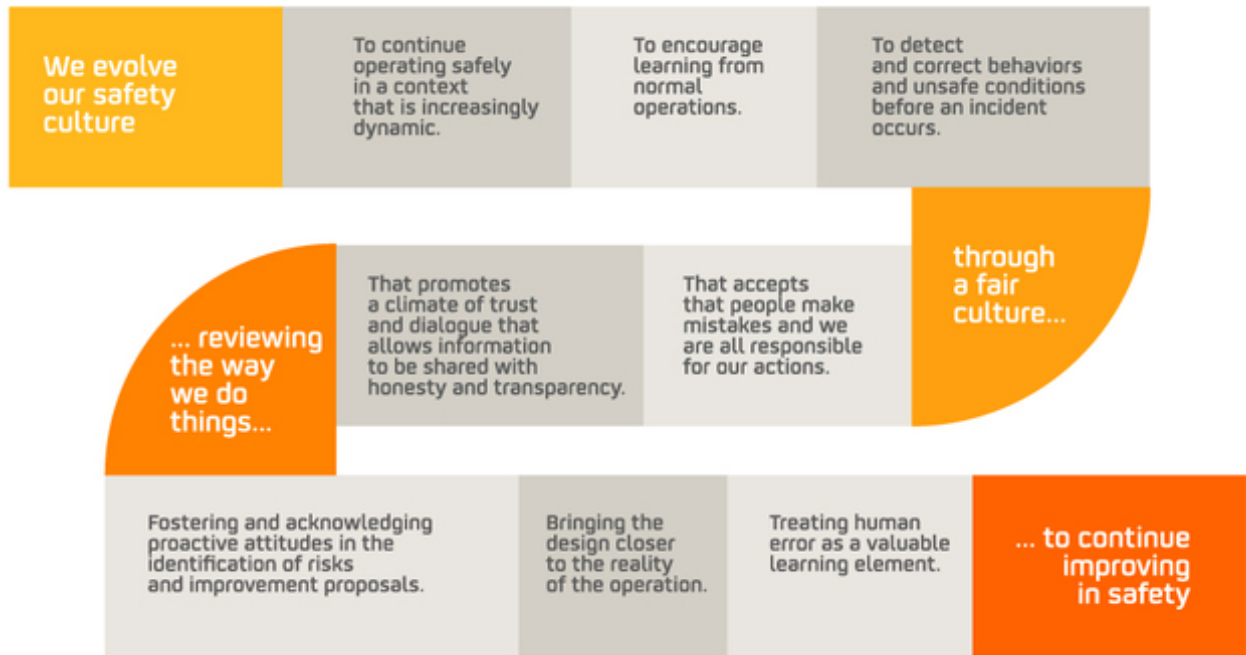 We evolve
our safety
culture
To continue
operating safely
in a context
that is increasingly
dynamic.
To encourage
learning from
normal
operations.
To detect
and correct behaviors
and unsafe conditions
before an incident
occurs.
through
a fair
culture...
That accepts
that people make
mistakes and we
are all responsible
for our actions.
That promotes
a climate of trust
and dialogue that
allows information
to be shared with
honesty and transparency.
... reviewing
the way
we do
things...
Fostering and acknowledging
proactive attitudes in the
identification of risks
and improvement proposals.
Bringing the
design closer
to the reality
of the operation.
Treating human
error as a valuable
learning element.
... to continue
improving
in safety